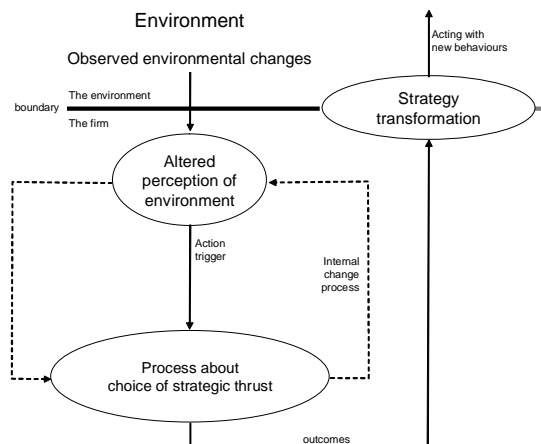 Environment
Observed environmental changes
Acting with
new behaviours
The environment
boundary
The firm
Strategy
transformation
Altered
perception of
environment
Action
trigger
Internal
change
process
Process about
choice of strategic thrust
outcomes